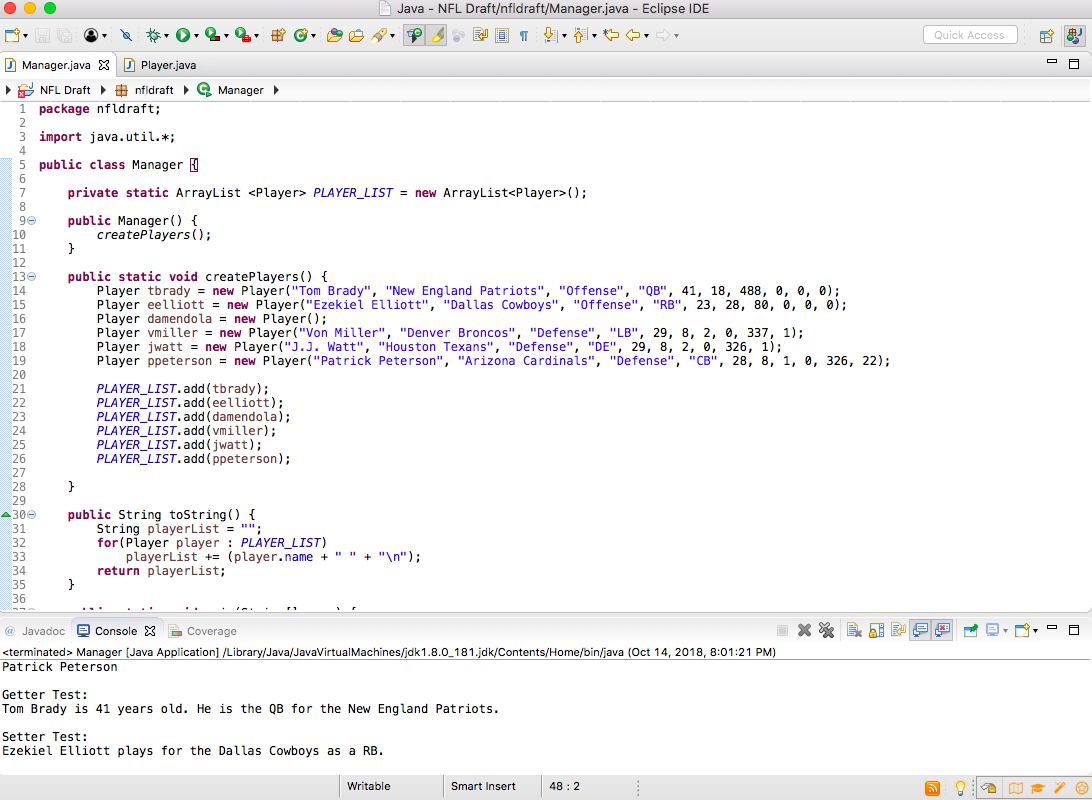 Java - NFL Draft/nfldraft/Manager.java - Eclipse IDE
Quick Access
Manager.java
Player.java
NFL Draft nfldraft Manager
1 package nfldraft;
2
3 import java.util.*;
4
5 public class Manager {
6
7 private static ArrayList <Player> PLAYER_LIST = new ArrayList<Player>();
8
9 public Manager() {
10 createPlayers();
11 }
12
13 public static void createPlayers() {
14 Player tbrady = new Player("Tom Brady", "New England Patriots", "Offense", "QB", 41, 18, 488, 0, 0, 0);
15 Player eelliott = new Player("Ezekiel Elliott", "Dallas Cowboys", "Offense", "RB", 23, 28, 80, 0, 0, 0);
16 Player damendola = new Player();
17 Player vmiller = new Player("Von Miller", "Denver Broncos", "Defense", "LB", 29, 8, 2, 0, 337, 1);
18 Player jwatt = new Player("J.J. Watt", "Houston Texans", "Defense", "DE", 29, 8, 2, 0, 326, 1);
19 Player ppeterson = new Player("Patrick Peterson", "Arizona Cardinals", "Defense", "CB", 28, 8, 1, 0, 326, 22);
20
21 PLAYER_LIST.add(tbrady);
22 PLAYER_LIST.add(eelliott);
23 PLAYER_LIST.add(damendola);
24 PLAYER_LIST.add(vmiller);
25 PLAYER_LIST.add(jwatt);
26 PLAYER_LIST.add(ppeterson);
27
28 }
29
30 public String toString() {
31 String playerList = "";
32 for(Player player : PLAYER_LIST)
33 playerList += (player.name + " " + "\n");
34 return playerList;
35 }
36
@ Javadoc Console Coverage
<terminated> Manager [Java Application] /Library/Java/JavaVirtualMachines/jdk1.8.0_181.jdk/Contents/Home/bin/java (Oct 14, 2018, 8:01:21 PM)
Patrick Peterson
Getter Test:
Tom Brady is 41 years old. He is the QB for the New England Patriots.
Setter Test:
Ezekiel Elliott plays for the Dallas Cowboys as a RB.
Writable Smart Insert 48 : 2